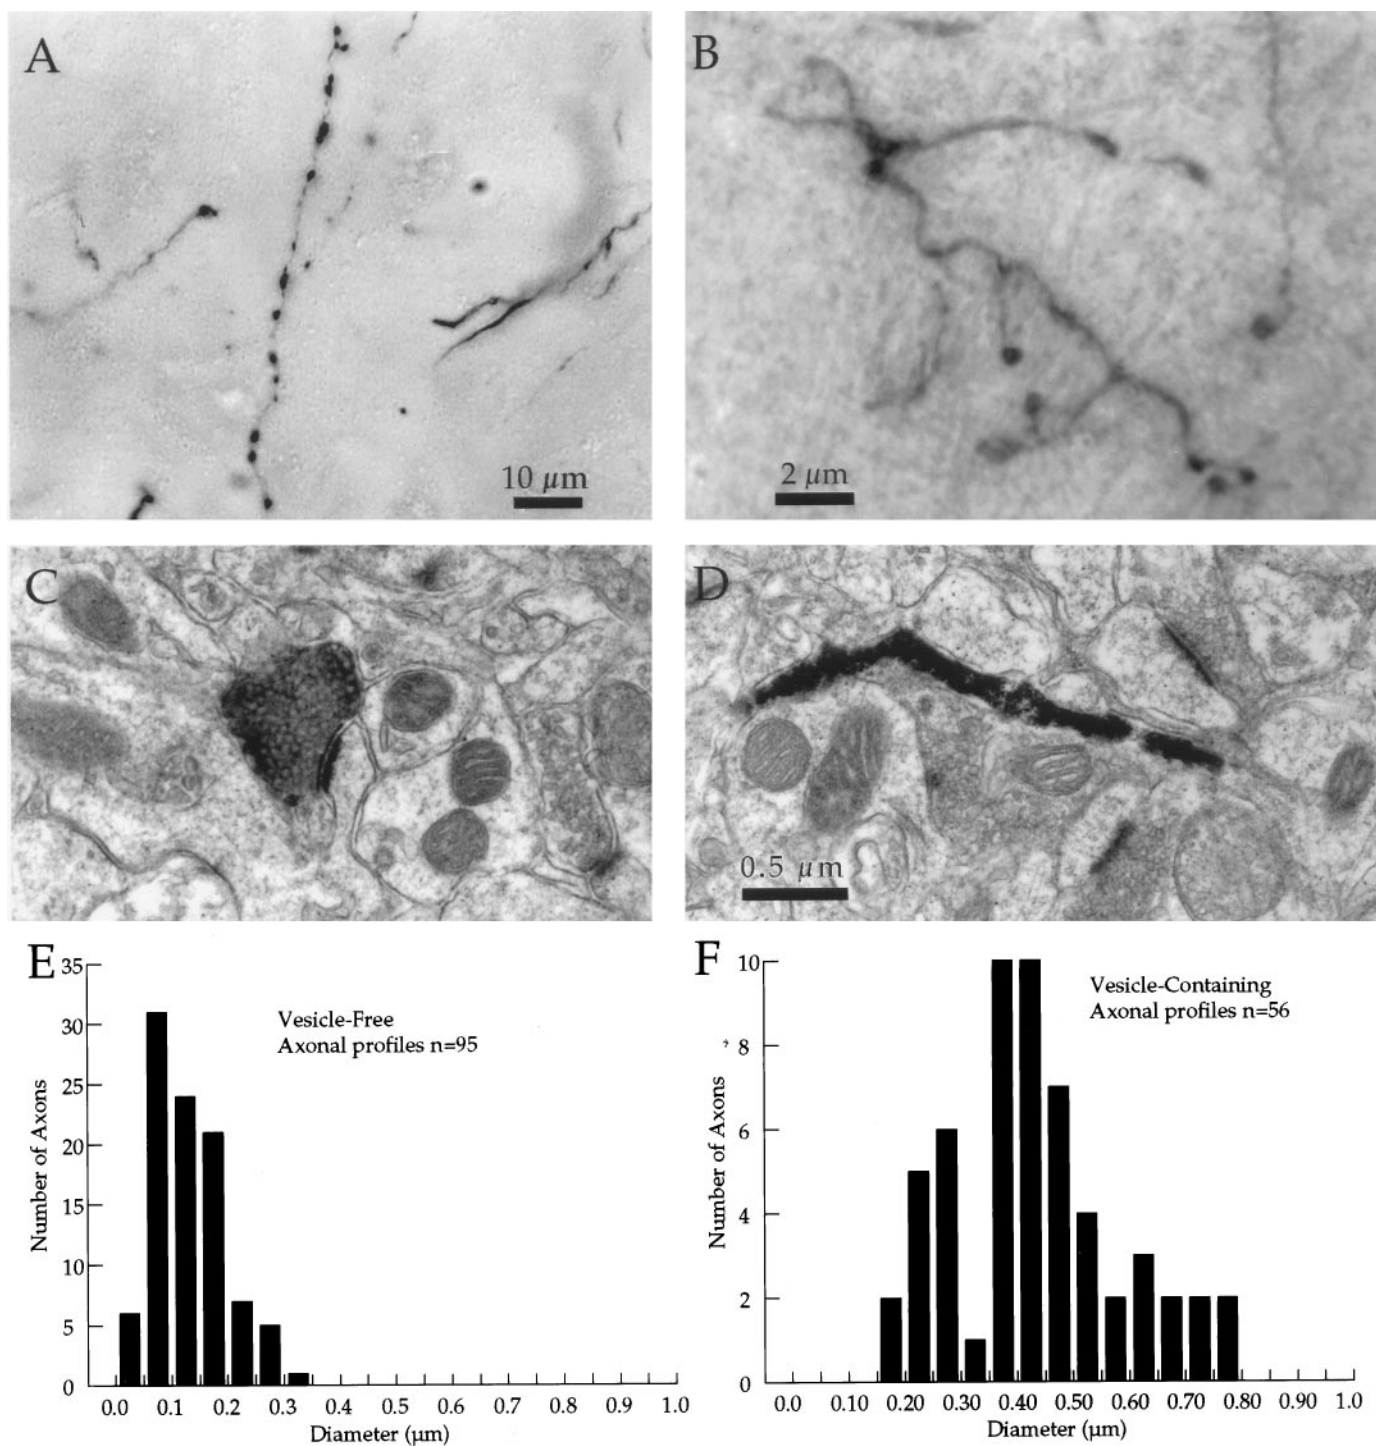 A
10 µm
B
2 µm
C
D
0.5 µm
E
35
30
25
20
15
10
5
0
Number of Axons
Vesicle-Free
Axonal profiles n=95
0.0 0.1 0.2 0.3 0.4 0.5 0.6 0.7 0.8 0.9 1.0
Diameter (µm)
F
10
8
6
4
2
0
Number of Axons
Vesicle-Containing
Axonal profiles n=56
0.0 0.10 0.20 0.30 0.40 0.50 0.60 0.70 0.80 0.90 1.0
Diameter (µm)